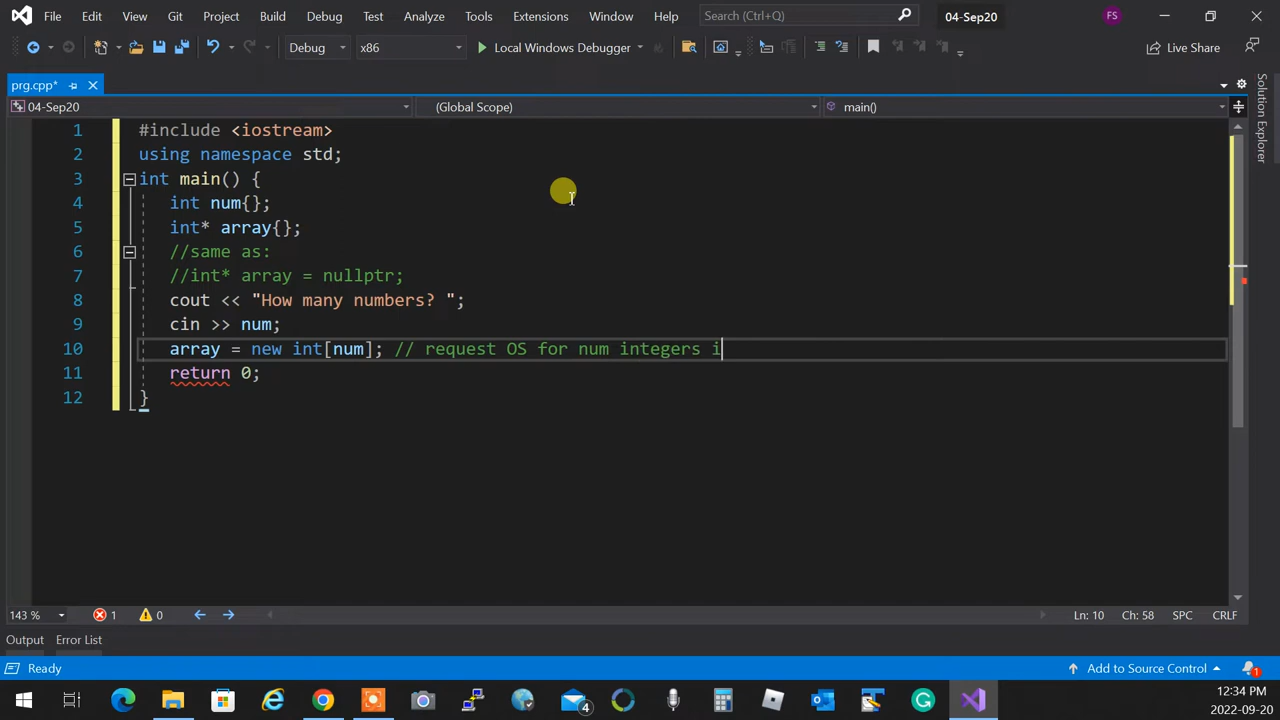 File Edit View Git Project Build Debug Test Analyze Tools Extensions Window Help Search (Ctrl+Q) 04-Sep20 FS
Debug x86 Local Windows Debugger Live Share
prg.cpp*
04-Sep20 (Global Scope) main()
Solution Explorer
1 #include <iostream>
2 using namespace std;
3 int main() {
4 int num{};
5 int* array{};
6 //same as:
7 //int* array = nullptr;
8 cout << "How many numbers? ";
9 cin >> num;
10 array = new int[num]; // request OS for num integers i
11 return 0;
12 }
143 % 1 0 Ln: 10 Ch: 58 SPC CRLF
Output Error List
Ready Add to Source Control 1
4 12:34 PM
2022-09-20